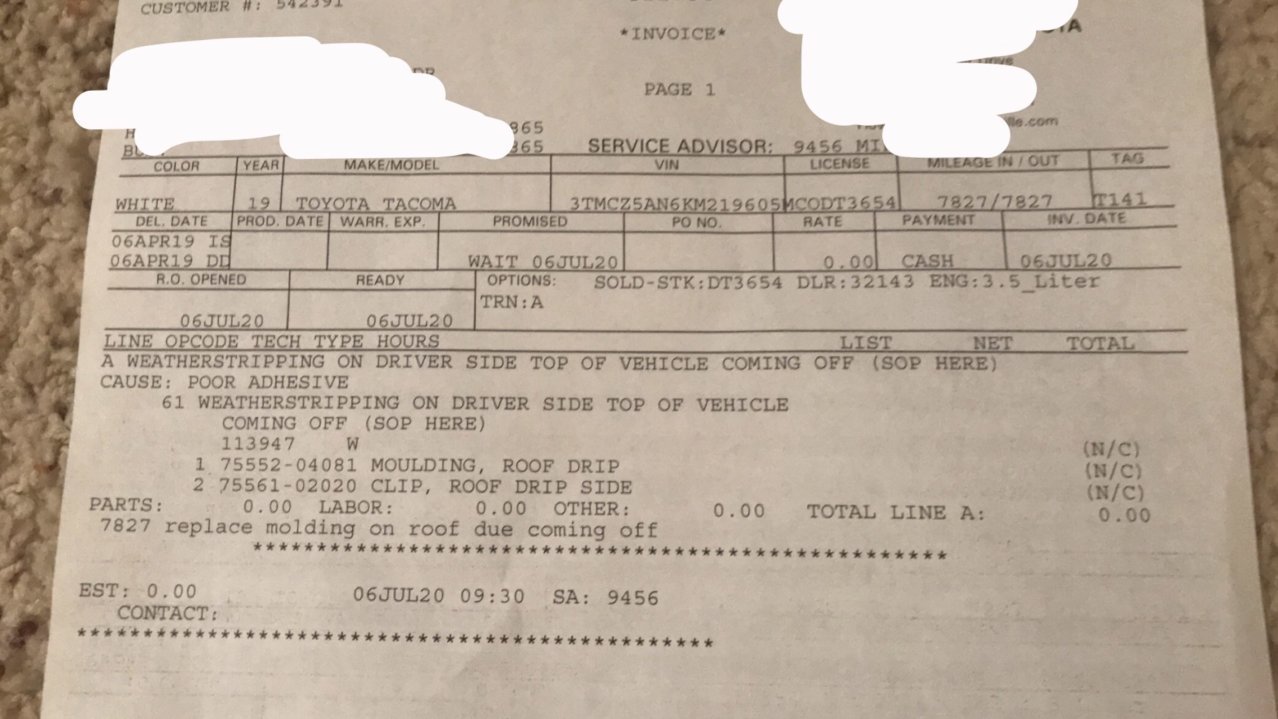 CUSTOMER #: 542391
*INVOICE*
PAGE 1
365
365 SERVICE ADVISOR: 9456
COLOR YEAR MAKE/MODEL VIN LICENSE MILEAGE IN / OUT TAG
WHITE 19 TOYOTA TACOMA 3TMCZ5AN6KM219605 MCODT3654 7827/7827 T141
DEL. DATE PROD. DATE WARR. EXP. PROMISED PO NO. RATE PAYMENT INV. DATE
06APR19 IS
06APR19 DD WAIT 06JUL20 0.00 CASH 06JUL20
R.O. OPENED READY OPTIONS: SOLD-STK:DT3654 DLR:32143 ENG:3.5_Liter
TRN:A
06JUL20 06JUL20
LINE OPCODE TECH TYPE HOURS LIST NET TOTAL
A WEATHERSTRIPPING ON DRIVER SIDE TOP OF VEHICLE COMING OFF (SOP HERE)
CAUSE: POOR ADHESIVE
61 WEATHERSTRIPPING ON DRIVER SIDE TOP OF VEHICLE
COMING OFF (SOP HERE)
113947 W (N/C)
1 75552-04081 MOULDING, ROOF DRIP (N/C)
2 75561-02020 CLIP, ROOF DRIP SIDE (N/C)
PARTS: 0.00 LABOR: 0.00 OTHER: 0.00 TOTAL LINE A: 0.00
7827 replace molding on roof due coming off
******************************************************
EST: 0.00 06JUL20 09:30 SA: 9456
CONTACT:
*************************************************